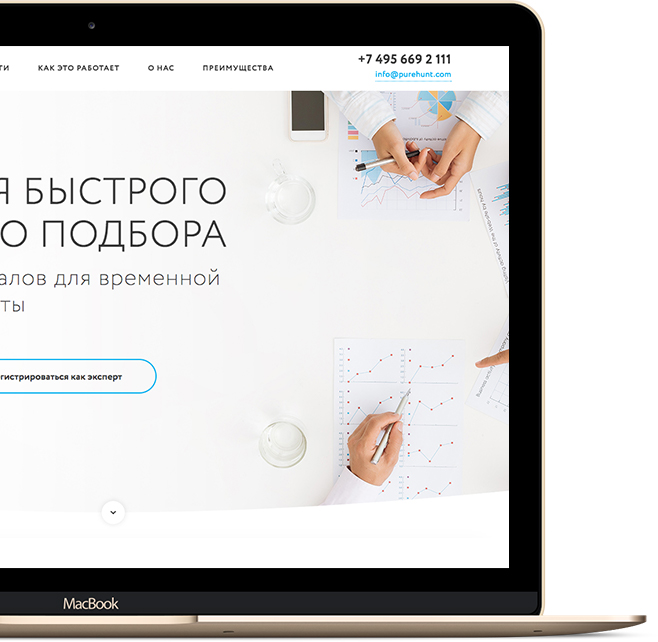 ТИ КАК ЭТО РАБОТАЕТ О НАС ПРЕИМУЩЕСТВА
+7 495 669 2 111
info@purehunt.com
Я БЫСТРОГО
О ПОДБОРА
алов для временной
ты
гистрироваться как эксперт
MacBook